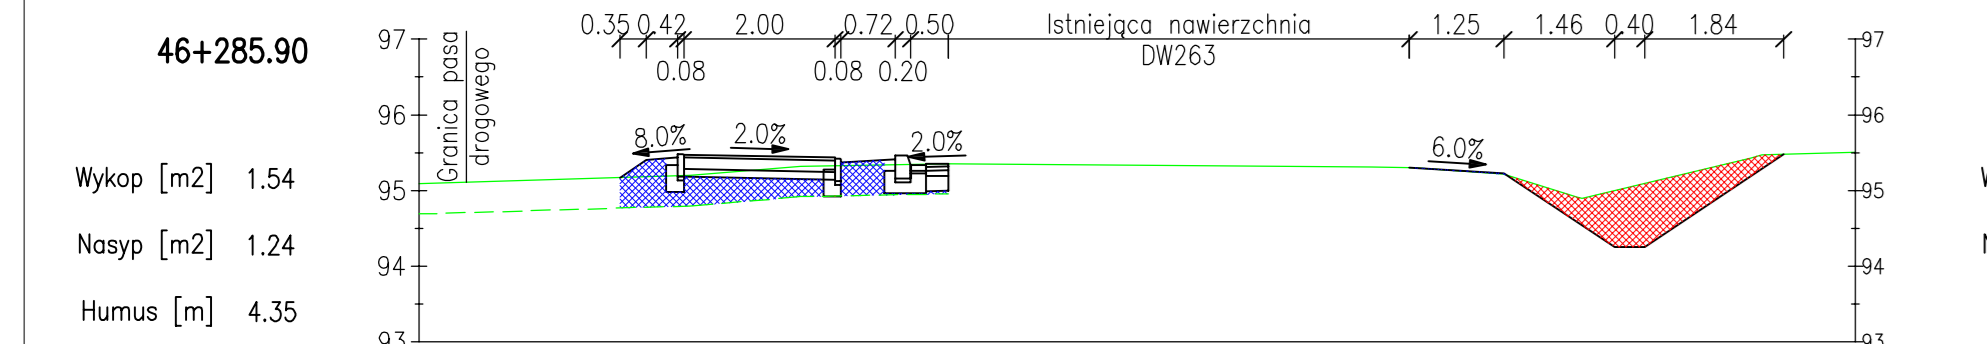 46+285.90
Wykop [m2] 1.54
Nasyp [m2] 1.24
Humus [m] 4.35
97
96
95
94
93
Granica pasa
drogowego
0.35 0.42 2.00 0.72 0.50 Istniejąca nawierzchnia 1.25 1.46 0.40 1.84
0.08 0.08 0.20 DW263
8.0% 2.0% 2.0% 6.0%
97
96
95
94
93